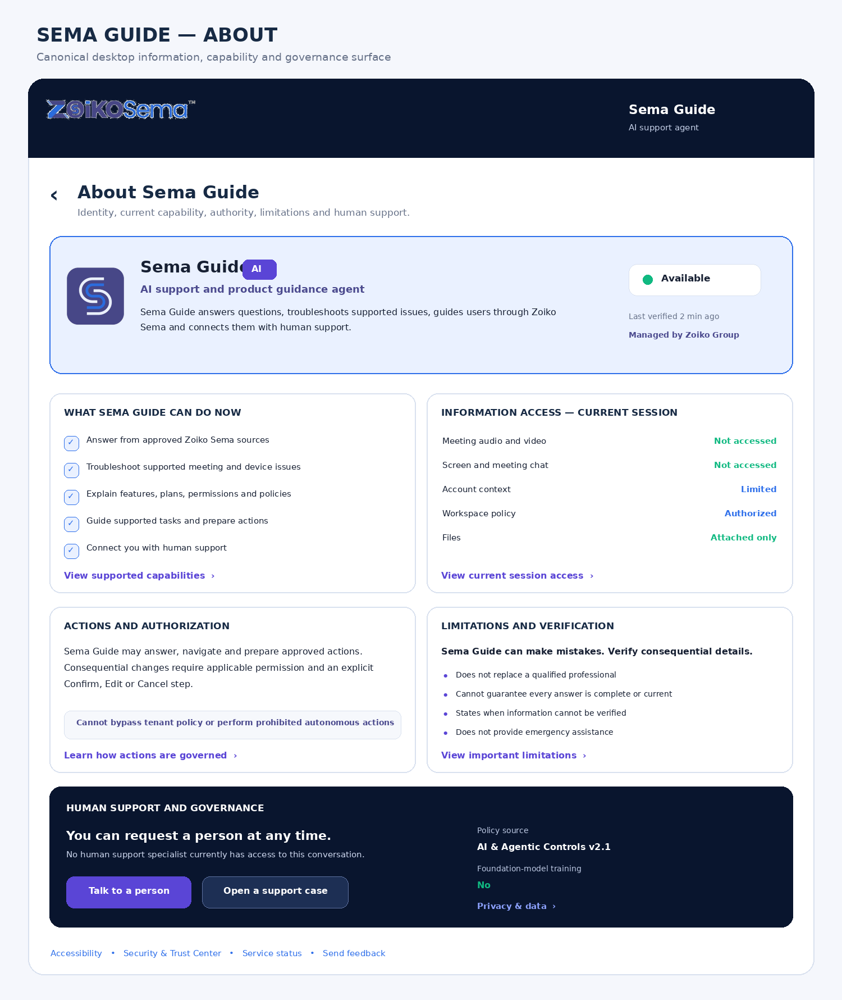 SEMA GUIDE — ABOUT
Canonical desktop information, capability and governance surface
ZoikoSema™
Sema Guide
AI support agent
‹ About Sema Guide
Identity, current capability, authority, limitations and human support.
Sema Guide AI
AI support and product guidance agent
Sema Guide answers questions, troubleshoots supported issues, guides users through Zoiko
Sema and connects them with human support.
Available
Last verified 2 min ago
Managed by Zoiko Group
WHAT SEMA GUIDE CAN DO NOW
✓ Answer from approved Zoiko Sema sources
✓ Troubleshoot supported meeting and device issues
✓ Explain features, plans, permissions and policies
✓ Guide supported tasks and prepare actions
✓ Connect you with human support
View supported capabilities ›
INFORMATION ACCESS — CURRENT SESSION
Meeting audio and video Not accessed
Screen and meeting chat Not accessed
Account context Limited
Workspace policy Authorized
Files Attached only
View current session access ›
ACTIONS AND AUTHORIZATION
Sema Guide may answer, navigate and prepare approved actions.
Consequential changes require applicable permission and an explicit
Confirm, Edit or Cancel step.
Cannot bypass tenant policy or perform prohibited autonomous actions
Learn how actions are governed ›
LIMITATIONS AND VERIFICATION
Sema Guide can make mistakes. Verify consequential details.
• Does not replace a qualified professional
• Cannot guarantee every answer is complete or current
• States when information cannot be verified
• Does not provide emergency assistance
View important limitations ›
HUMAN SUPPORT AND GOVERNANCE
You can request a person at any time.
No human support specialist currently has access to this conversation.
Talk to a person
Open a support case
Policy source
AI & Agentic Controls v2.1
Foundation-model training
No
Privacy & data ›
Accessibility • Security & Trust Center • Service status • Send feedback